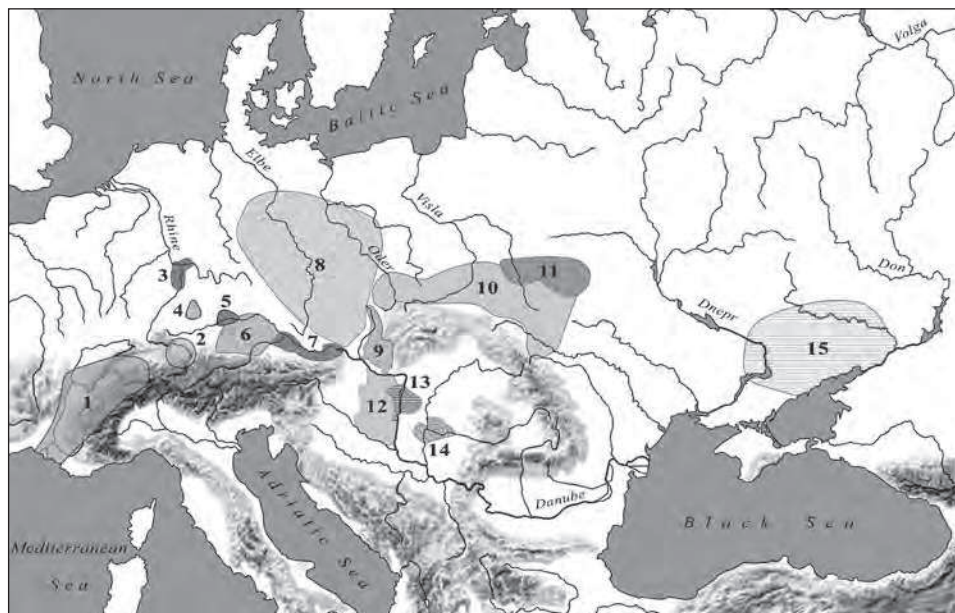 Volga
North Sea
Baltic Sea
Elbe
Visla
Rhine
Oder
3
8
11
10
Don
Dnepr
4
5
6
2
7
9
15
1
12
13
14
Danube
Adriatic Sea
Black Sea
Mediterranean
Sea